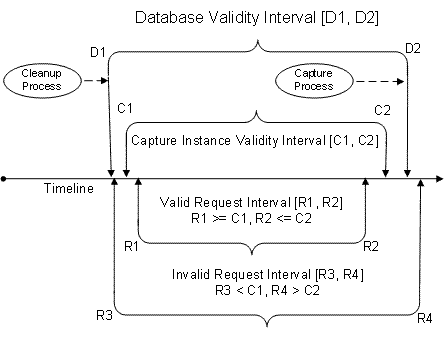 Database Validity Interval [D1, D2]
D1
D2
Cleanup
Process
Capture
Process
C1
C2
Capture Instance Validity Interval [C1, C2]
Timeline
Valid Request Interval [R1, R2]
R1 >= C1, R2 <= C2
R1
R2
Invalid Request Interval [R3, R4]
R3 < C1, R4 > C2
R3
R4